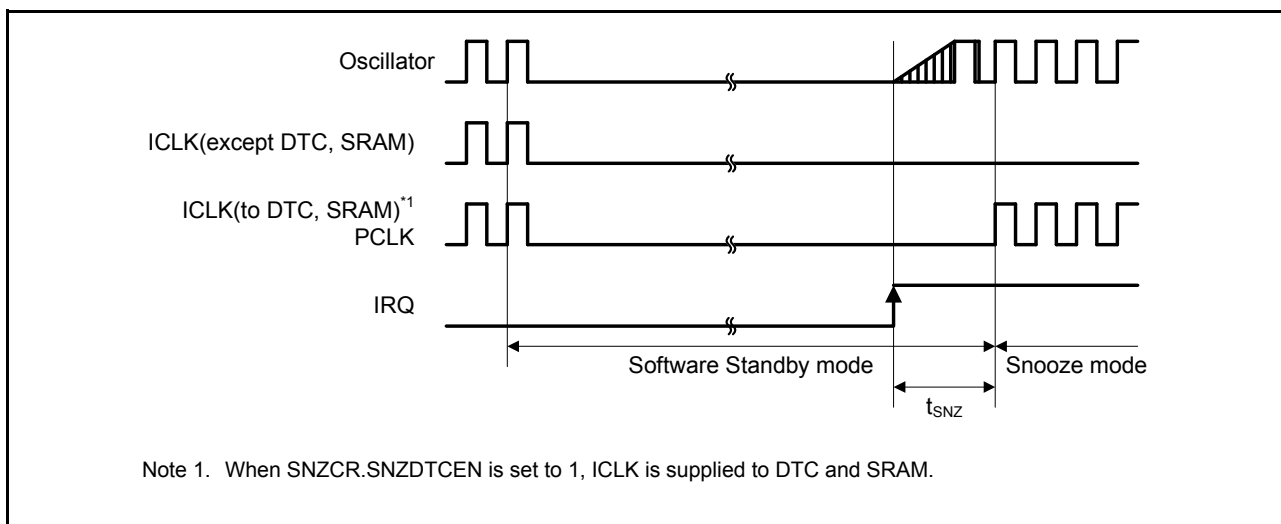 Oscillator
ICLK(except DTC, SRAM)
ICLK(to DTC, SRAM)*1
PCLK
IRQ
Software Standby mode
Snooze mode
tSNZ
Note 1. When SNZCR.SNZDTCEN is set to 1, ICLK is supplied to DTC and SRAM.